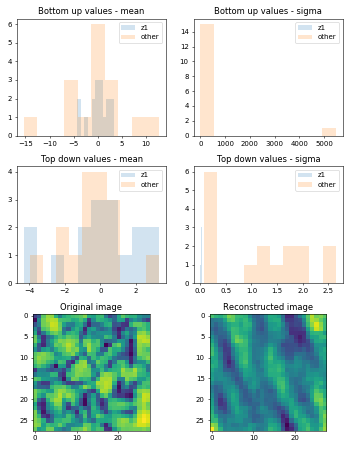 Bottom up values - mean
Bottom up values - sigma
6
5
4
3
2
1
0
z1
other
−15 −10 −5 0 5 10
14
12
10
8
6
4
2
0
z1
other
0 1000 2000 3000 4000 5000
Top down values - mean
Top down values - sigma
4
3
2
1
0
z1
other
−4 −2 0 2
6
5
4
3
2
1
0
z1
other
0.0 0.5 1.0 1.5 2.0 2.5
Original image
Reconstructed image
0
5
10
15
20
25
0 10 20
0
5
10
15
20
25
0 10 20